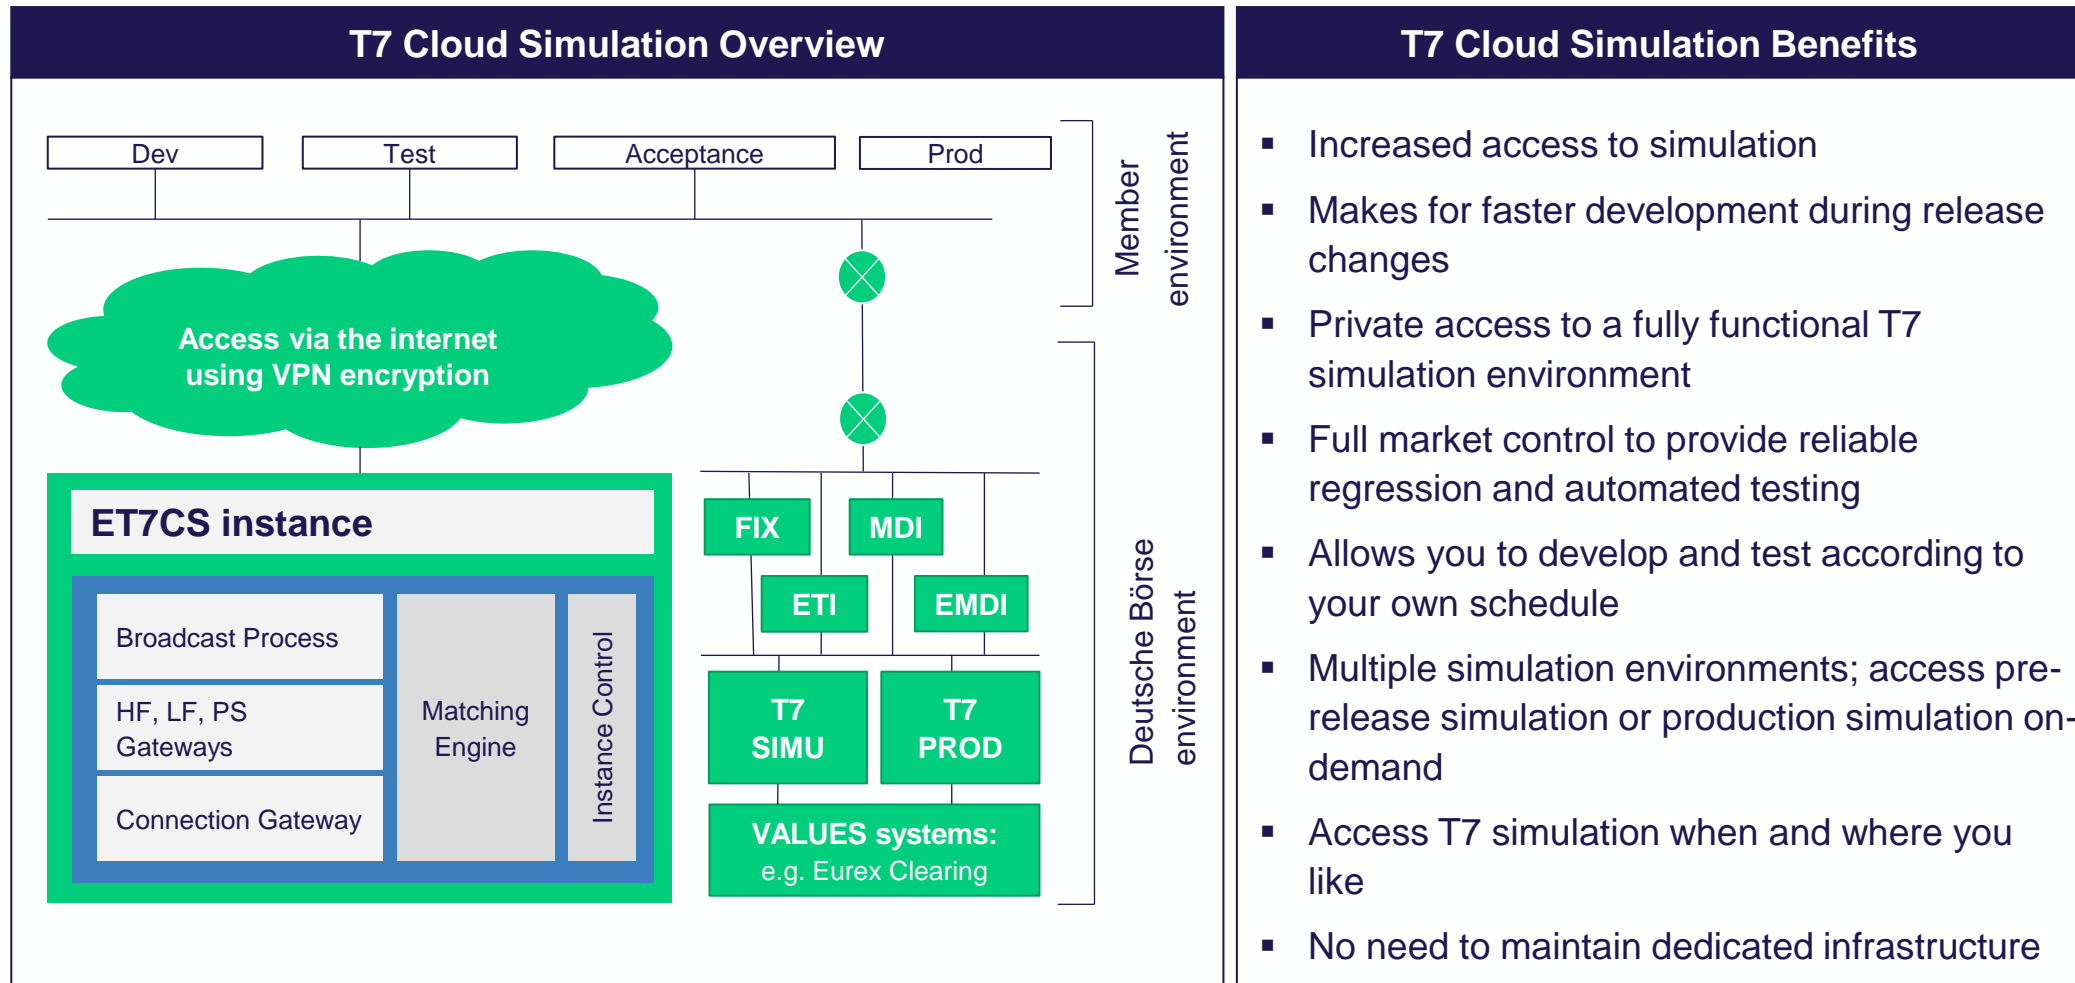 T7 Cloud Simulation Overview
Dev
Test
Acceptance
Prod
Member
environment
Access via the internet
using VPN encryption
ET7CS instance
Broadcast Process
HF, LF, PS
Gateways
Connection Gateway
Matching
Engine
Instance Control
FIX
MDI
ETI
EMDI
T7
SIMU
T7
PROD
VALUES systems:
e.g. Eurex Clearing
Deutsche Börse
environment
T7 Cloud Simulation Benefits
▪ Increased access to simulation
▪ Makes for faster development during release
changes
▪ Private access to a fully functional T7
simulation environment
▪ Full market control to provide reliable
regression and automated testing
▪ Allows you to develop and test according to
your own schedule
▪ Multiple simulation environments; access pre-
release simulation or production simulation on-
demand
▪ Access T7 simulation when and where you
like
▪ No need to maintain dedicated infrastructure